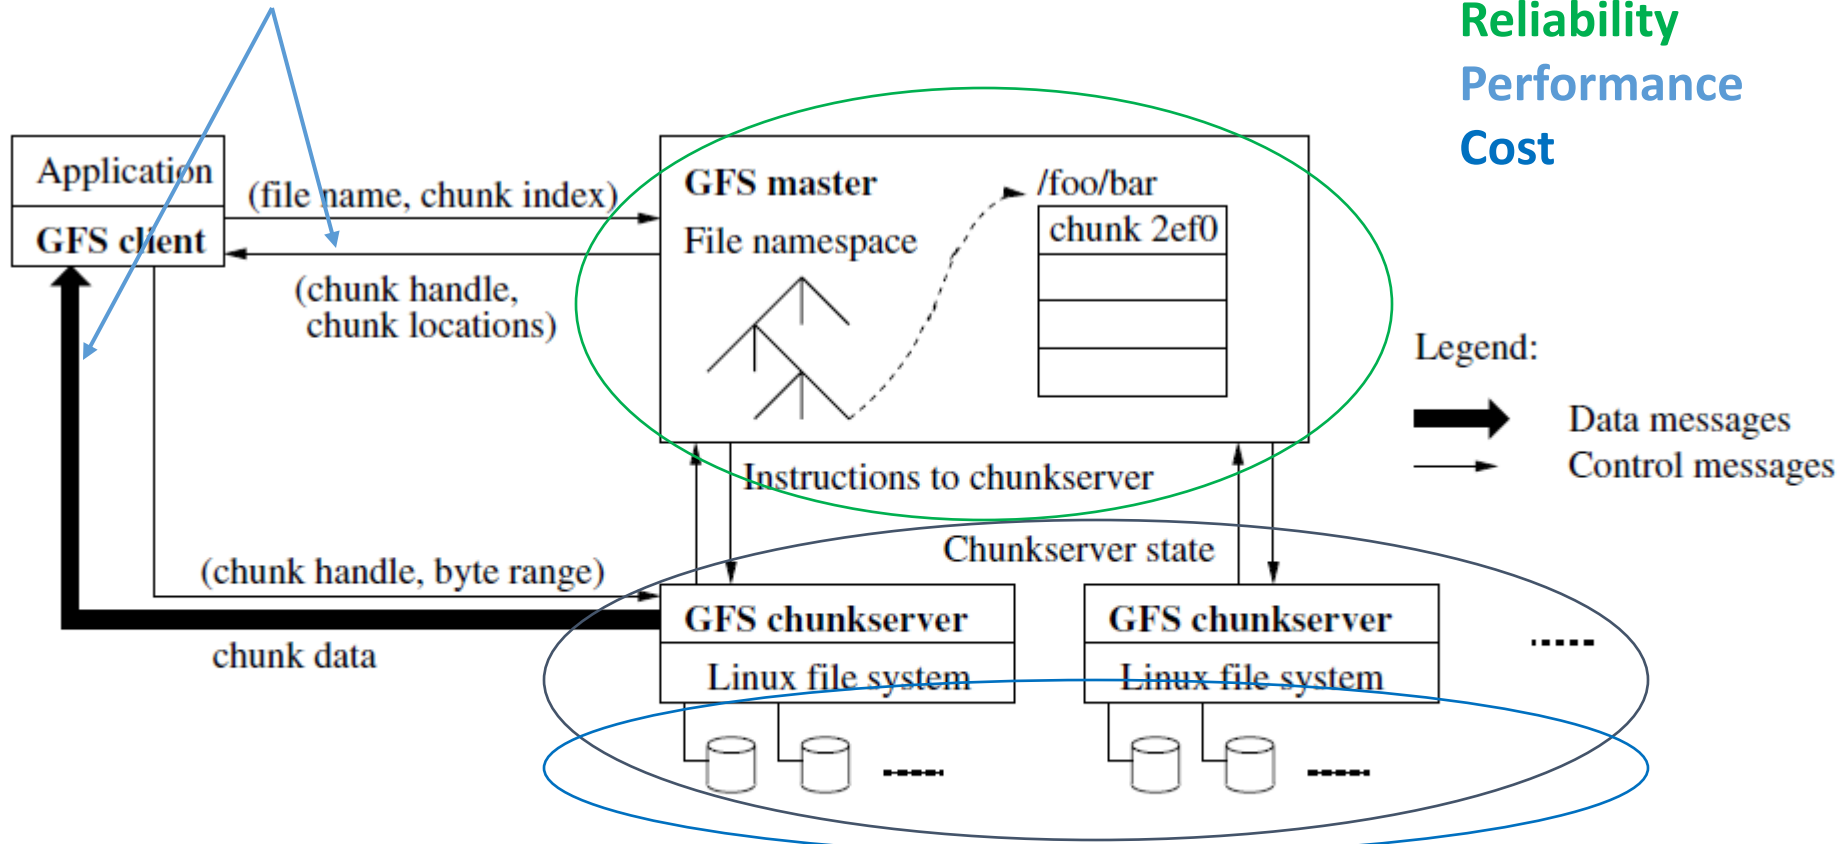 Reliability
Performance
Cost
Application
GFS client
(file name, chunk index)
(chunk handle,
chunk locations)
GFS master
File namespace
/foo/bar
chunk 2ef0
Legend:
Data messages
Control messages
Instructions to chunkserver
Chunkserver state
(chunk handle, byte range)
chunk data
GFS chunkserver
Linux file system
GFS chunkserver
Linux file system